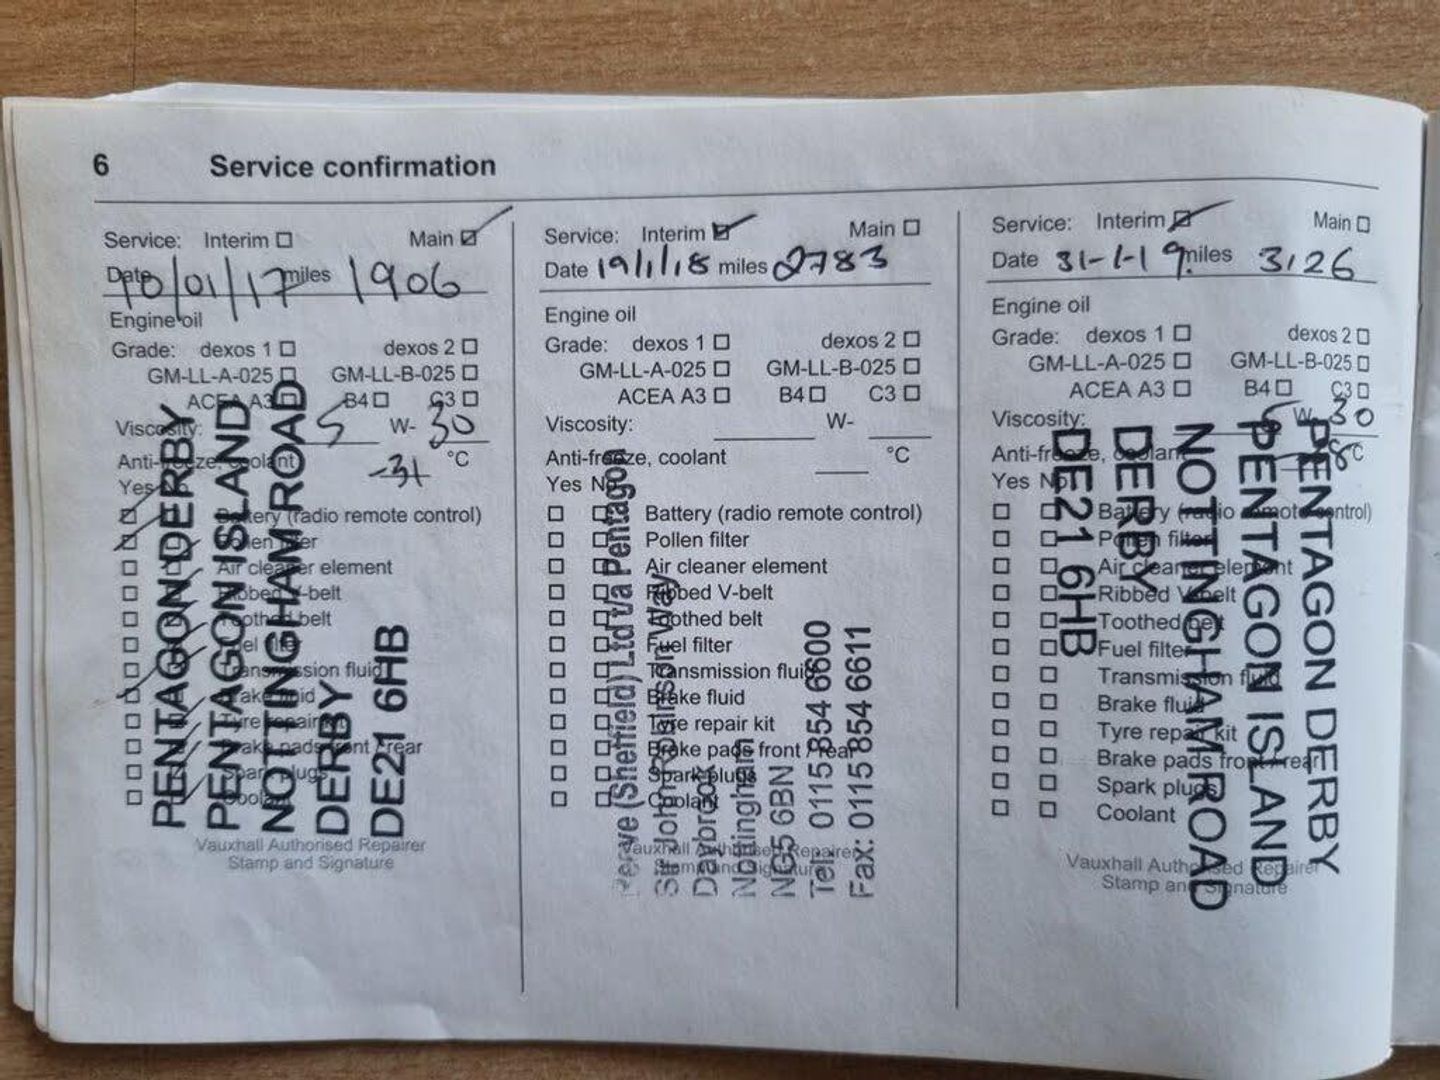 6 Service confirmation
Service: Interim Main
Date 10/01/17 miles 1906
Engine oil
Grade: dexos 1 dexos 2
GM-LL-A-025 GM-LL-B-025
ACEA A3 B4 C3
Viscosity: 5 W- 30
Anti-freeze, coolant -31 °C
Yes No
Battery (radio remote control)
Pollen filter
Air cleaner element
Ribbed V-belt
Toothed belt
Fuel filter
Transmission fluid
Brake fluid
Tyre repair kit
Brake pads front / rear
Spark plugs
Coolant
Vauxhall Authorised Repairer
Stamp and Signature
PENTAGON DERBY
PENTAGON ISLAND
NOTTINGHAM ROAD
DERBY
DE21 6HB
Service: Interim Main
Date 19/1/18 miles 2783
Engine oil
Grade: dexos 1 dexos 2
GM-LL-A-025 GM-LL-B-025
ACEA A3 B4 C3
Viscosity: W-
Anti-freeze, coolant °C
Yes No
Battery (radio remote control)
Pollen filter
Air cleaner element
Ribbed V-belt
Toothed belt
Fuel filter
Transmission fluid
Brake fluid
Tyre repair kit
Brake pads front / rear
Spark plugs
Coolant
Vauxhall Authorised Repairer
Stamp and Signature
(Sheffield) Ltd t/a Pentagon
Sir John Robinson Way
Daybrook
Nottingham
NG5 6BN
Tel: 0115 854 6600
Fax: 0115 854 6611
Service: Interim Main
Date 31-1-19 miles 3126
Engine oil
Grade: dexos 1 dexos 2
GM-LL-A-025 GM-LL-B-025
ACEA A3 B4 C3
Viscosity: 5 W- 30
Anti-freeze, coolant °C
Yes No
Battery (radio remote control)
Pollen filter
Air cleaner element
Ribbed V-belt
Toothed belt
Fuel filter
Transmission fluid
Brake fluid
Tyre repair kit
Brake pads front / rear
Spark plugs
Coolant
Vauxhall Authorised Repairer
Stamp and Signature
PENTAGON DERBY
PENTAGON ISLAND
NOTTINGHAM ROAD
DERBY
DE21 6HB